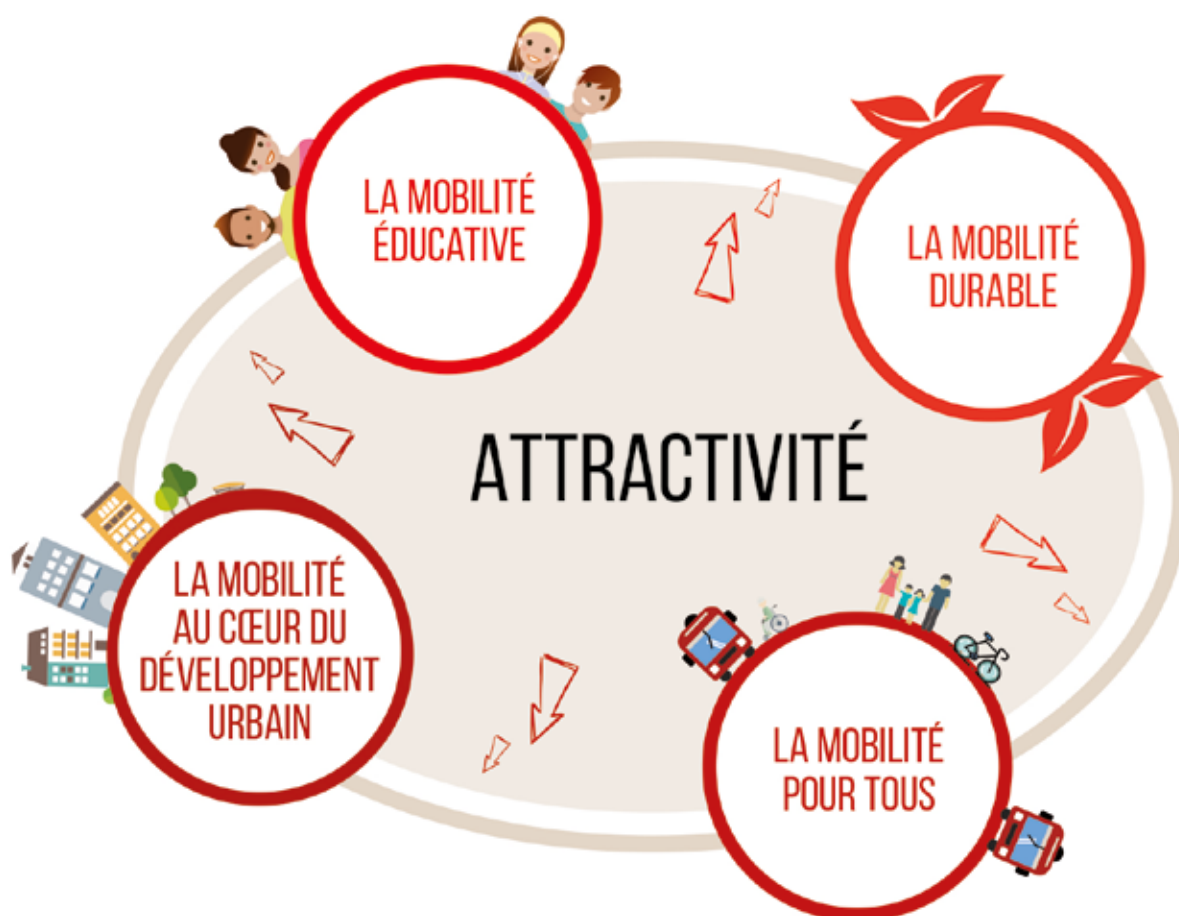 LA MOBILITÉ
ÉDUCATIVE
LA MOBILITÉ
DURABLE
ATTRACTIVITÉ
LA MOBILITÉ
AU CŒUR DU
DÉVELOPPEMENT
URBAIN
LA MOBILITÉ
POUR TOUS